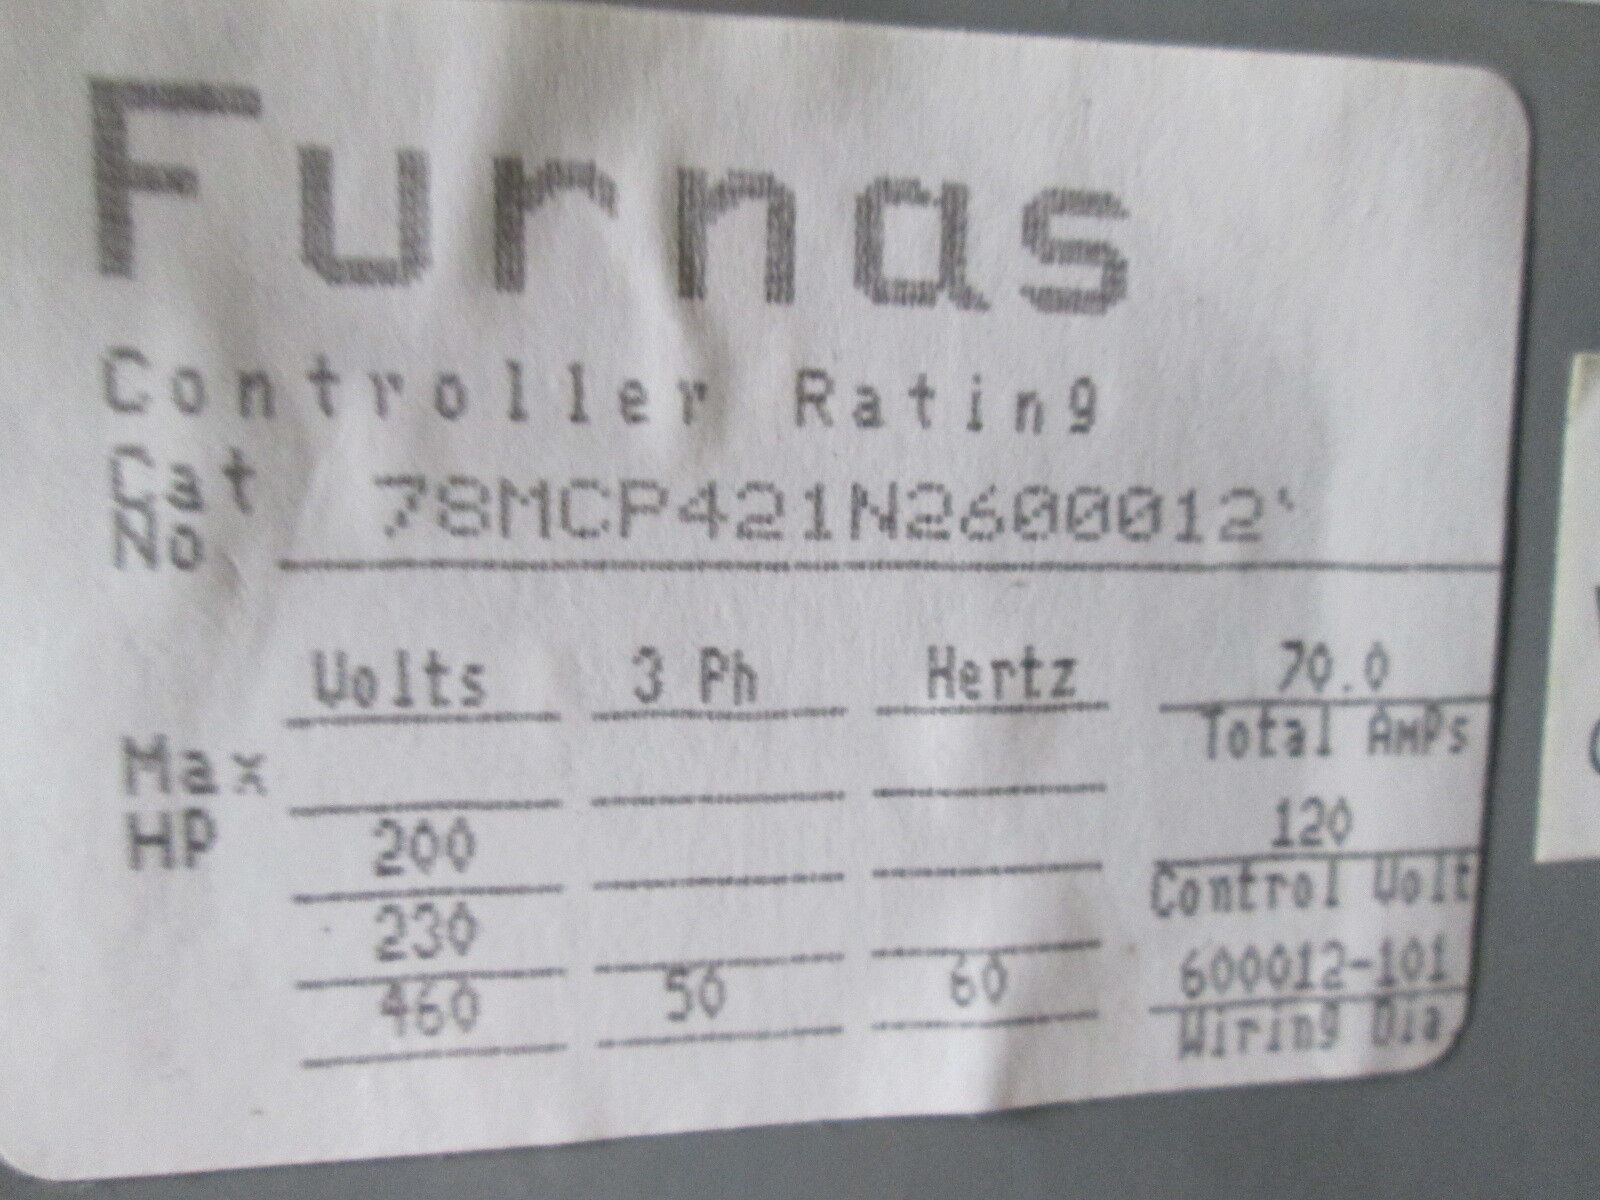 Furnas
Controller Rating
Cat No 78MCP421N2600012
Volts 3 Ph Hertz 70.0
Total Amps
Max HP
200 120
Control Volt
230
460 50 60 600012-101
Wiring Dia